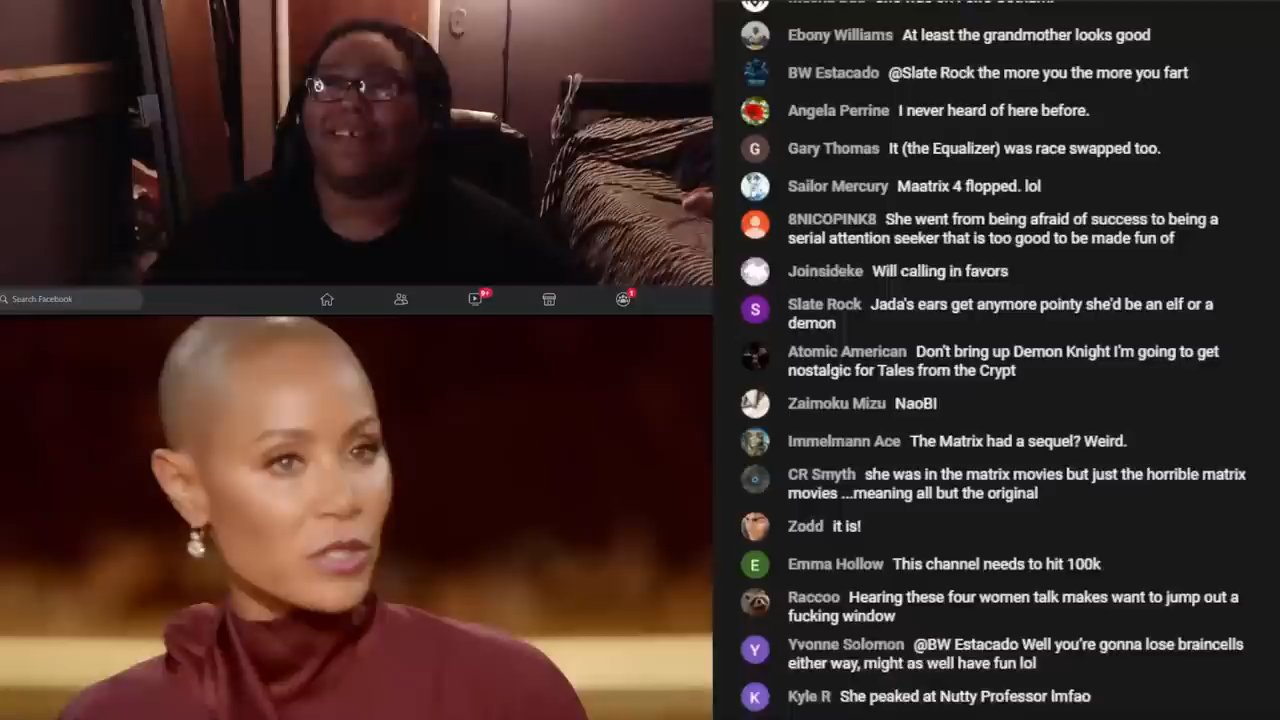 Ebony Williams At least the grandmother looks good
BW Estacado @Slate Rock the more you the more you fart
Angela Perrine I never heard of here before.
G Gary Thomas It (the Equalizer) was race swapped too.
Sailor Mercury Maatrix 4 flopped. lol
8NICOPINK8 She went from being afraid of success to being a
serial attention seeker that is too good to be made fun of
Joinsideke Will calling in favors
S Slate Rock Jada's ears get anymore pointy she'd be an elf or a
demon
Atomic American Don't bring up Demon Knight I'm going to get
nostalgic for Tales from the Crypt
Zaimoku Mizu NaoBI
Immelmann Ace The Matrix had a sequel? Weird.
CR Smyth she was in the matrix movies but just the horrible matrix
movies ...meaning all but the original
Zodd it is!
E Emma Hollow This channel needs to hit 100k
Raccoo Hearing these four women talk makes want to jump out a
fucking window
Y Yvonne Solomon @BW Estacado Well you're gonna lose braincells
either way, might as well have fun lol
K Kyle R She peaked at Nutty Professor lmfao
Search Facebook
9+
1